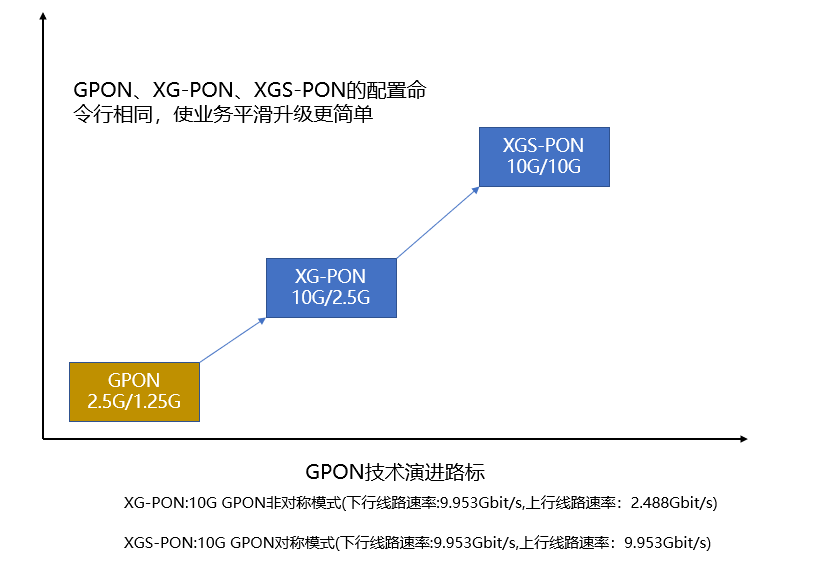 GPON、XG-PON、XGS-PON的配置命
令行相同，使业务平滑升级更简单
XGS-PON
10G/10G
XG-PON
10G/2.5G
GPON
2.5G/1.25G
GPON技术演进路标
XG-PON:10G GPON非对称模式(下行线路速率:9.953Gbit/s,上行线路速率：2.488Gbit/s)
XGS-PON:10G GPON对称模式(下行线路速率:9.953Gbit/s,上行线路速率：9.953Gbit/s)